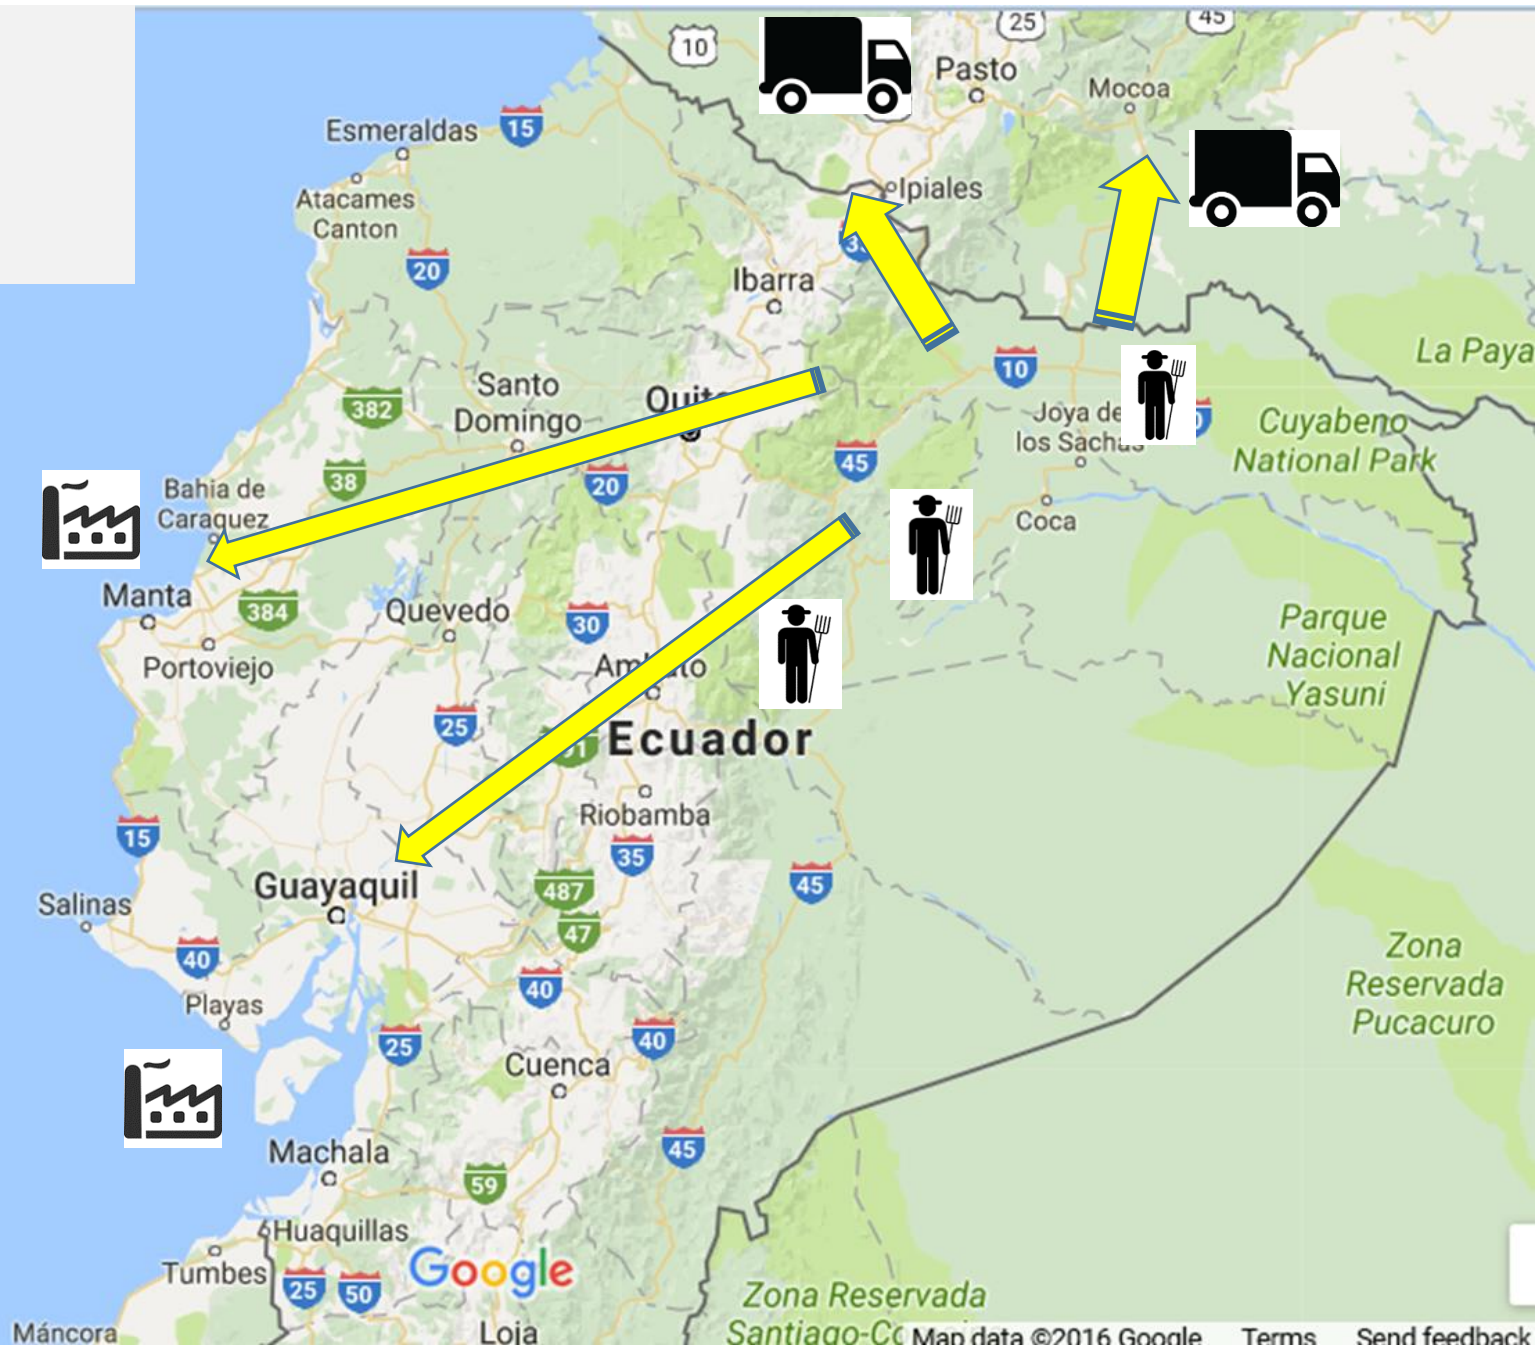 10
25
45
Pasto
Mocoa
Esmeraldas
15
Atacames
Canton
Ipiales
20
Ibarra
10
La Paya
Santo
Domingo
382
Joya de
los Sachas
Cuyabeno
National Park
45
38
20
Bahia de
Caraquez
Coca
Manta
384
Quevedo
30
Parque
Nacional
Yasuni
Portoviejo
25
Ecuador
Riobamba
15
35
Guayaquil
487
45
Salinas
47
40
Zona
Reservada
Pucacuro
40
Playas
25
40
Cuenca
Machala
45
59
Huaquillas
Tumbes
25
50
Google
Zona Reservada
Máncora
Loja
Map data ©2016 Google
Terms
Send feedback